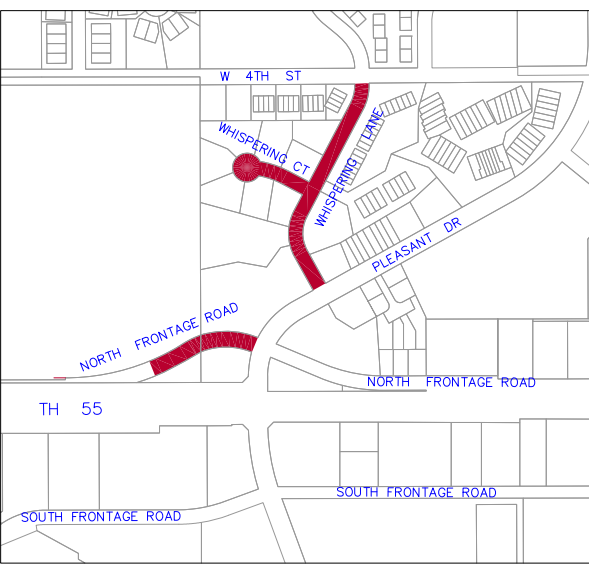 W 4TH ST
WHISPERING CT
WHISPERING LANE
PLEASANT DR
NORTH FRONTAGE ROAD
NORTH FRONTAGE ROAD
TH 55
SOUTH FRONTAGE ROAD
SOUTH FRONTAGE ROAD